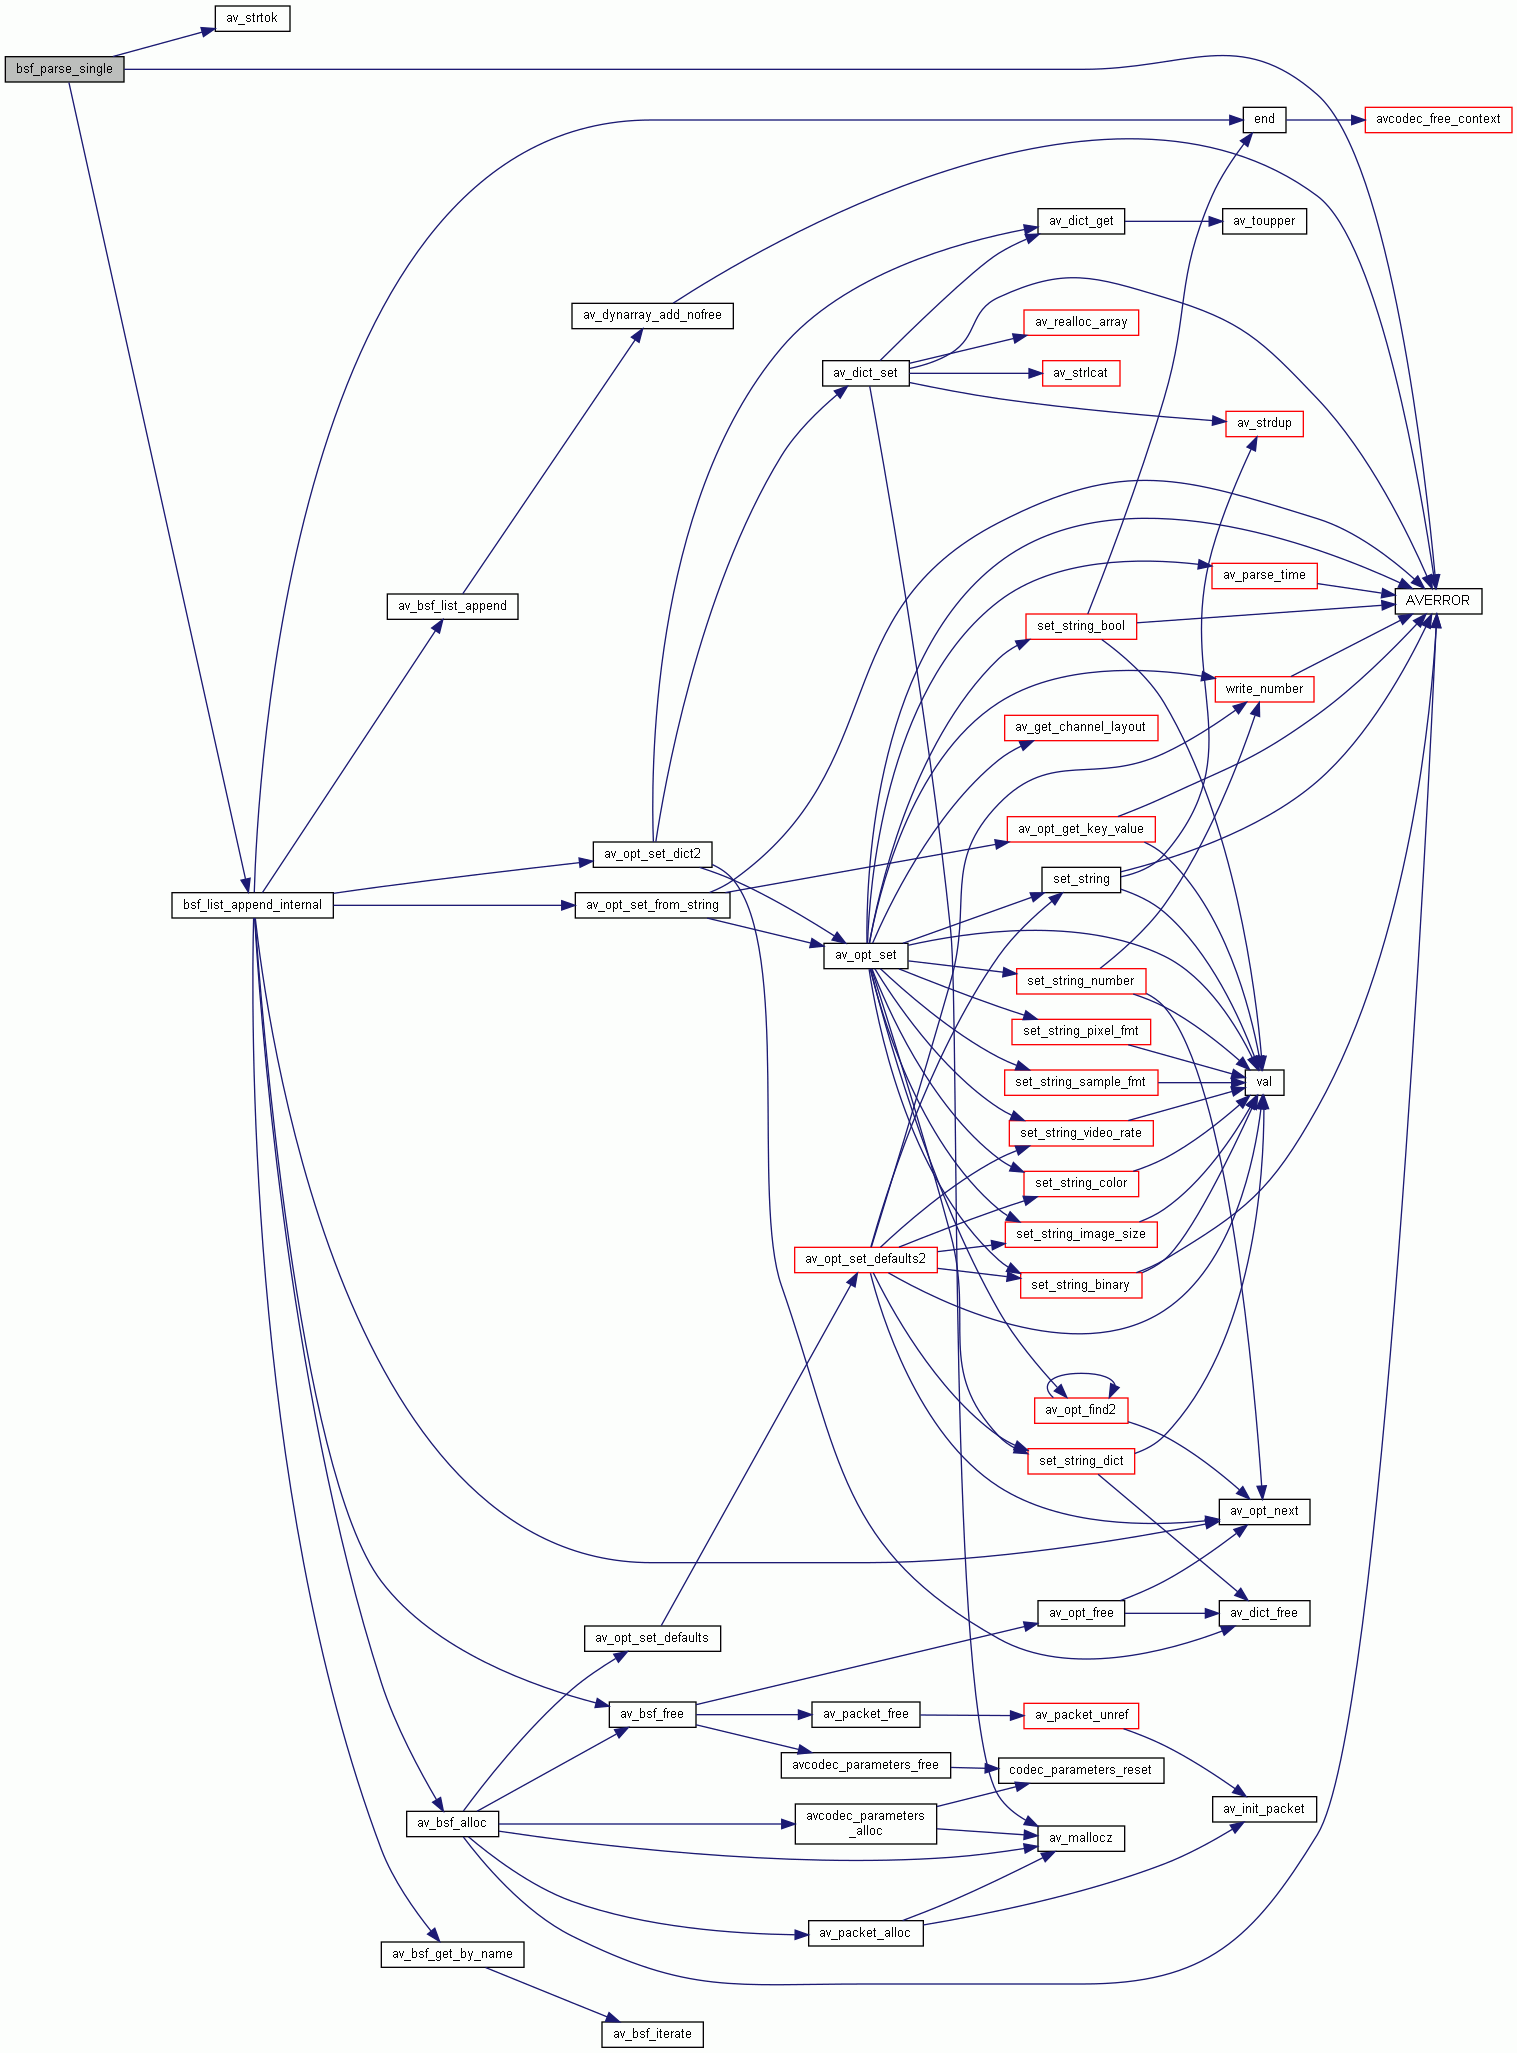 av_strtok
bsf_parse_single
end
avcodec_free_context
av_dict_get
av_toupper
av_dynarray_add_nofree
av_realloc_array
av_dict_set
av_strlcat
av_strdup
av_parse_time
AVERROR
av_bsf_list_append
set_string_bool
write_number
av_get_channel_layout
av_opt_get_key_value
av_opt_set_dict2
set_string
bsf_list_append_internal
av_opt_set_from_string
av_opt_set
set_string_number
set_string_pixel_fmt
set_string_sample_fmt
val
set_string_video_rate
set_string_color
set_string_image_size
av_opt_set_defaults2
set_string_binary
av_opt_find2
set_string_dict
av_opt_next
av_opt_free
av_dict_free
av_opt_set_defaults
av_bsf_free
av_packet_free
av_packet_unref
avcodec_parameters_free
codec_parameters_reset
av_init_packet
av_bsf_alloc
avcodec_parameters
_alloc
av_mallocz
av_packet_alloc
av_bsf_get_by_name
av_bsf_iterate